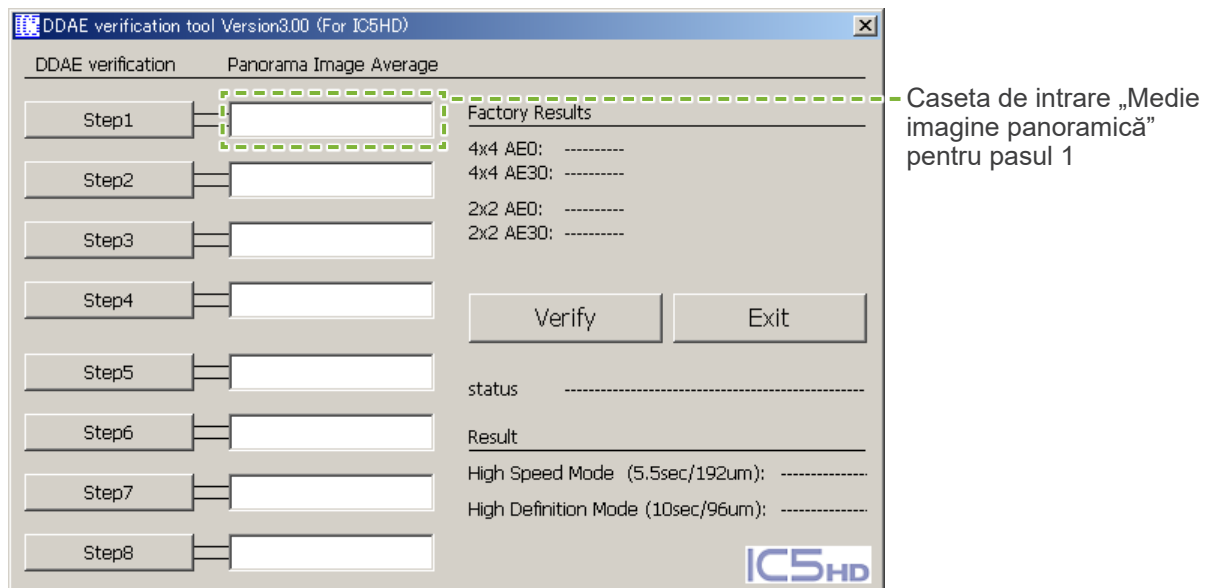 DDAE verification tool Version3.00 (For IC5HD)
DDAE verification Panorama Image Average
Step1
Step2
Step3
Step4
Step5
Step6
Step7
Step8
Factory Results
4x4 AE0: ----------
4x4 AE30: ----------
2x2 AE0: ----------
2x2 AE30: ----------
Verify Exit
status --------------------------------------------------
Result
High Speed Mode (5.5sec/192um): ---------------
High Definition Mode (10sec/96um): ---------------
IC5HD
Caseta de intrare „Medie
imagine panoramică”
pentru pasul 1